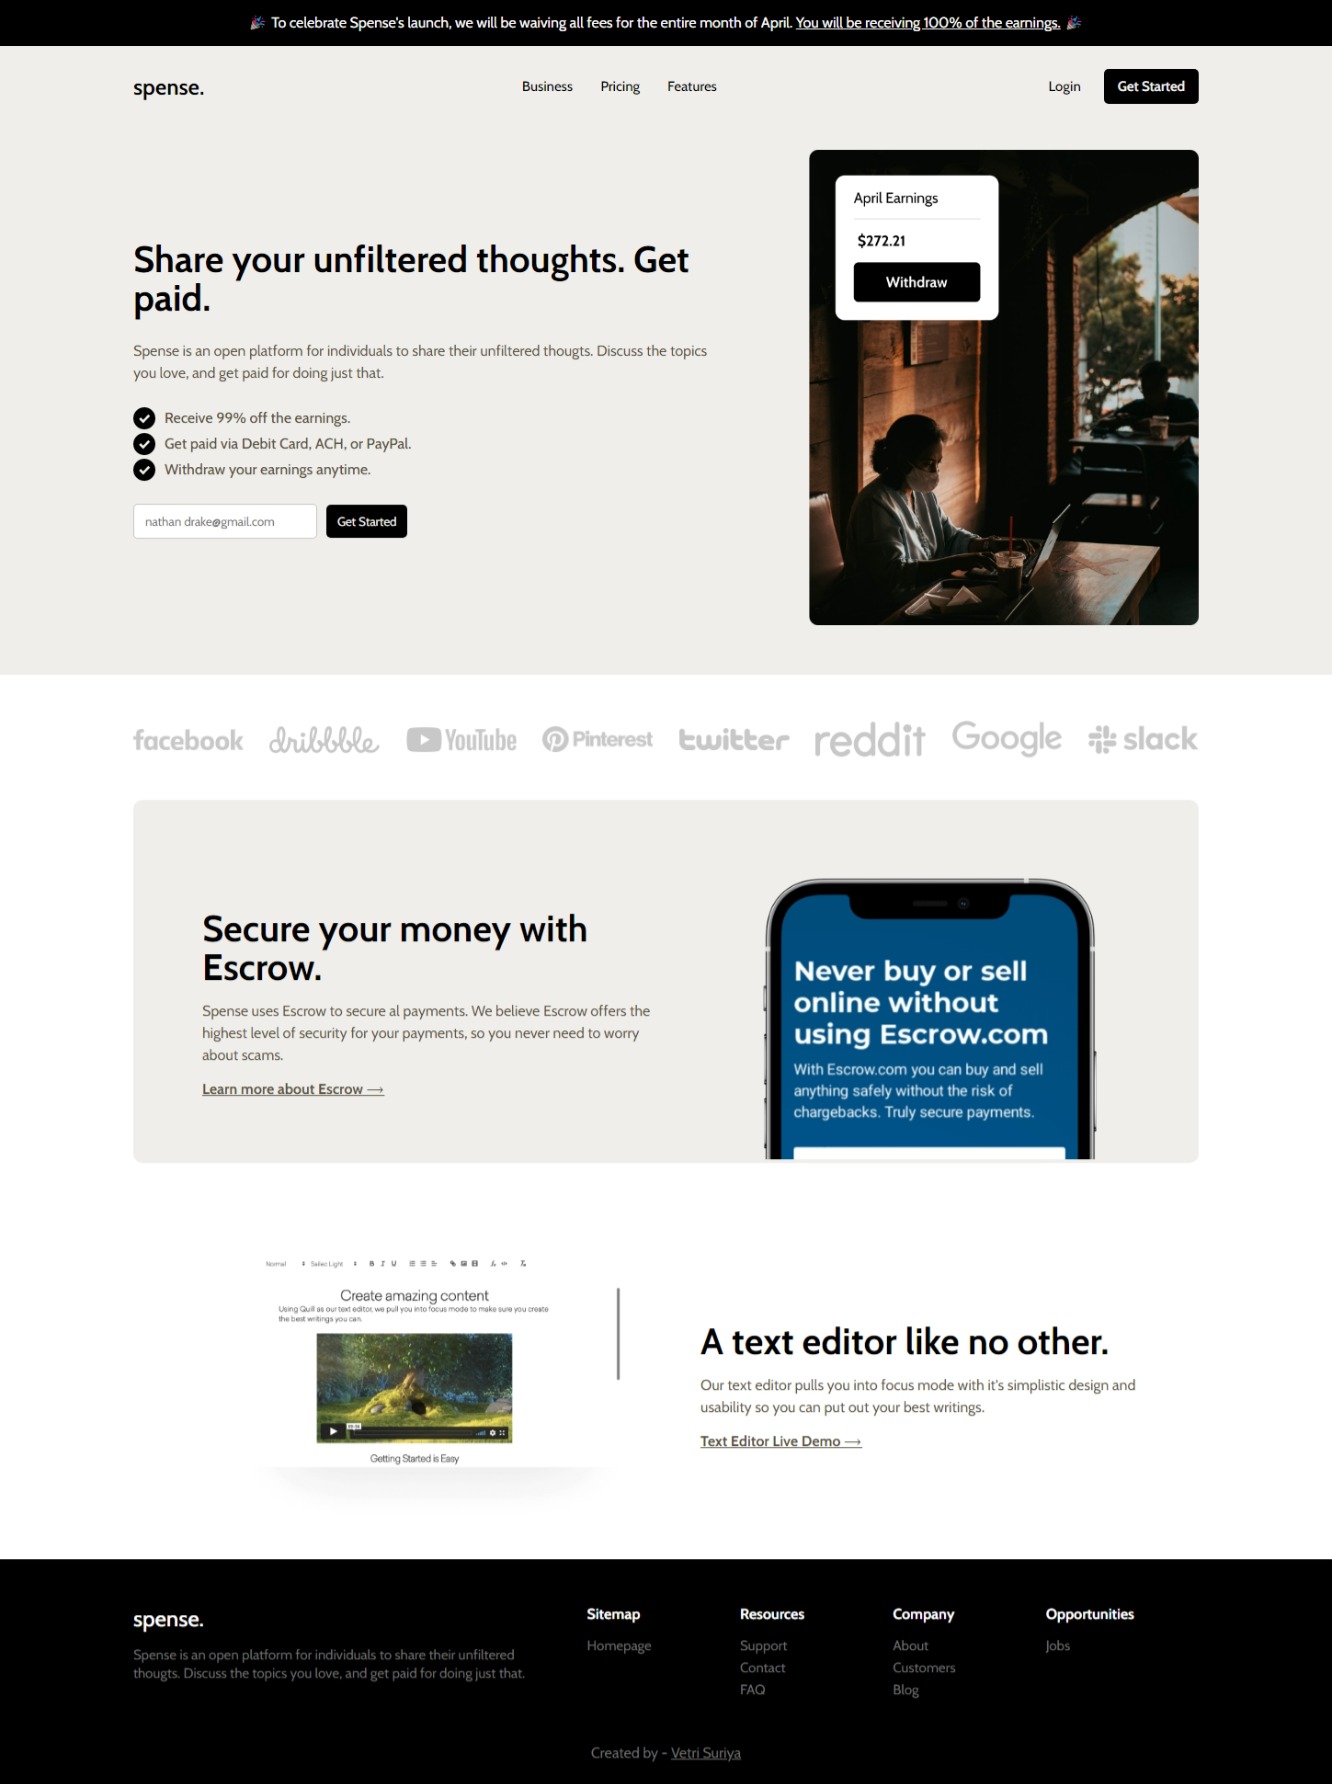 🎉 To celebrate Spense's launch, we will be waiving all fees for the entire month of April. You will be receiving 100% of the earnings. 🎉
spense.
Business Pricing Features
Login Get Started
April Earnings
$272.21
Withdraw
Share your unfiltered thoughts. Get
paid.
Spense is an open platform for individuals to share their unfiltered thougts. Discuss the topics
you love, and get paid for doing just that.
Receive 99% off the earnings.
Get paid via Debit Card, ACH, or PayPal.
Withdraw your earnings anytime.
nathan drake@gmail.com Get Started
facebook dribbble YouTube Pinterest twitter reddit Google slack
Secure your money with
Escrow.
Spense uses Escrow to secure al payments. We believe Escrow offers the
highest level of security for your payments, so you never need to worry
about scams.
Learn more about Escrow ⟶
Never buy or sell
online without
using Escrow.com
With Escrow.com you can buy and sell
anything safely without the risk of
chargebacks. Truly secure payments.
Normal Sailec Light B I U
Create amazing content
Using Quill as our text editor, we pull you into focus mode to make sure you create
the best writings you can.
Getting Started is Easy
A text editor like no other.
Our text editor pulls you into focus mode with it's simplistic design and
usability so you can put out your best writings.
Text Editor Live Demo ⟶
spense.
Spense is an open platform for individuals to share their unfiltered
thougts. Discuss the topics you love, and get paid for doing just that.
Sitemap
Homepage
Resources
Support
Contact
FAQ
Company
About
Customers
Blog
Opportunities
Jobs
Created by - Vetri Suriya